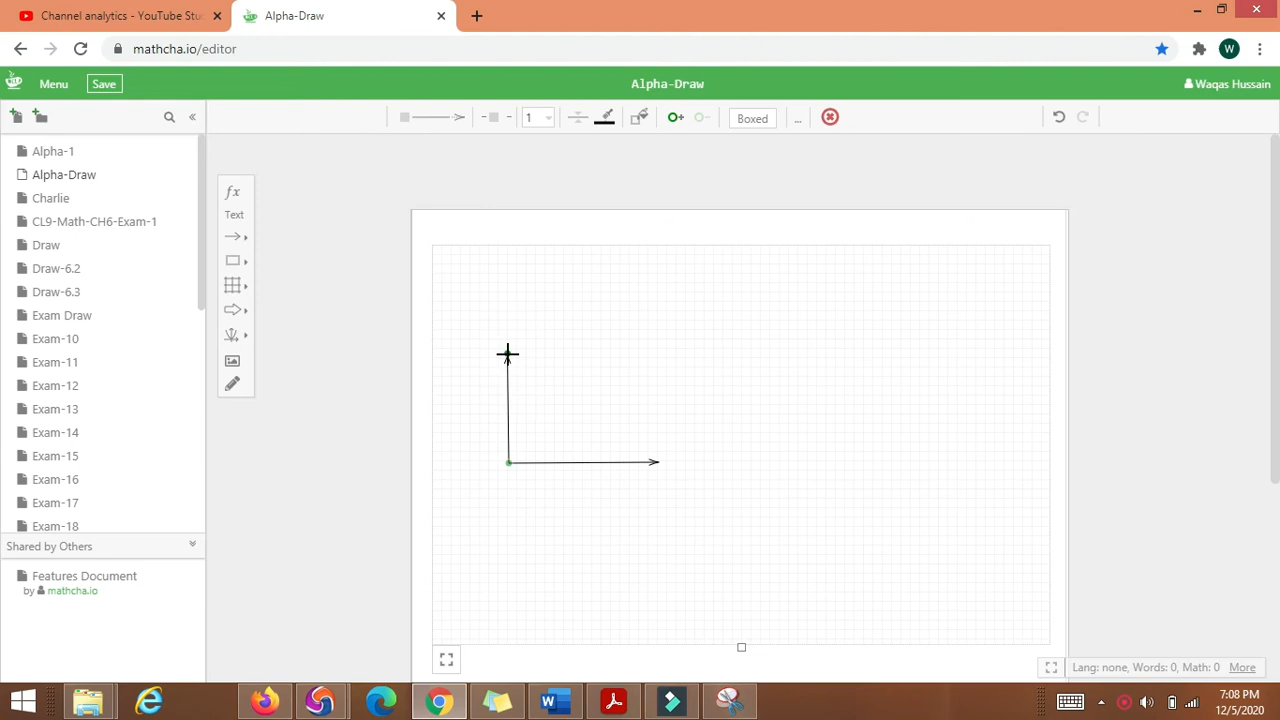 Channel analytics - YouTube Stu
Alpha-Draw
mathcha.io/editor
W
Menu
Save
Alpha-Draw
Waqas Hussain
1
Boxed
...
Alpha-1
Alpha-Draw
Charlie
CL9-Math-CH6-Exam-1
Draw
Draw-6.2
Draw-6.3
Exam Draw
Exam-10
Exam-11
Exam-12
Exam-13
Exam-14
Exam-15
Exam-16
Exam-17
Exam-18
Shared by Others
Features Document
by mathcha.io
fx
Text
Lang: none, Words: 0, Math: 0 More
7:08 PM
12/5/2020